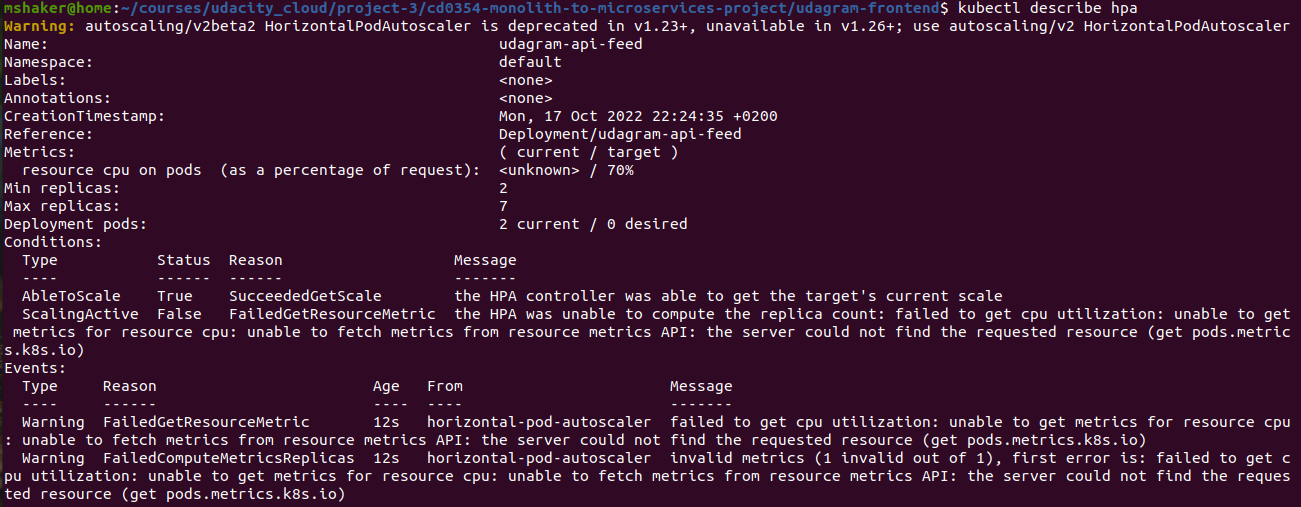 mshaker@home:~/courses/udacity_cloud/project-3/cd0354-monolith-to-microservices-project/udagram-frontend$ kubectl describe hpa
Warning: autoscaling/v2beta2 HorizontalPodAutoscaler is deprecated in v1.23+, unavailable in v1.26+; use autoscaling/v2 HorizontalPodAutoscaler
Name:                                                  udagram-api-feed
Namespace:                                             default
Labels:                                                <none>
Annotations:                                           <none>
CreationTimestamp:                                     Mon, 17 Oct 2022 22:24:35 +0200
Reference:                                             Deployment/udagram-api-feed
Metrics:                                               ( current / target )
  resource cpu on pods  (as a percentage of request):  <unknown> / 70%
Min replicas:                                          2
Max replicas:                                          7
Deployment pods:                                       2 current / 0 desired
Conditions:
  Type           Status  Reason                   Message
  ----           ------  ------                   -------
  AbleToScale    True    SucceededGetScale        the HPA controller was able to get the target's current scale
  ScalingActive  False   FailedGetResourceMetric  the HPA was unable to compute the replica count: failed to get cpu utilization: unable to get
 metrics for resource cpu: unable to fetch metrics from resource metrics API: the server could not find the requested resource (get pods.metric
s.k8s.io)
Events:
  Type     Reason                        Age   From                       Message
  ----     ------                        ----  ----                       -------
  Warning  FailedGetResourceMetric       12s   horizontal-pod-autoscaler  failed to get cpu utilization: unable to get metrics for resource cpu
: unable to fetch metrics from resource metrics API: the server could not find the requested resource (get pods.metrics.k8s.io)
  Warning  FailedComputeMetricsReplicas  12s   horizontal-pod-autoscaler  invalid metrics (1 invalid out of 1), first error is: failed to get c
pu utilization: unable to get metrics for resource cpu: unable to fetch metrics from resource metrics API: the server could not find the reques
ted resource (get pods.metrics.k8s.io)